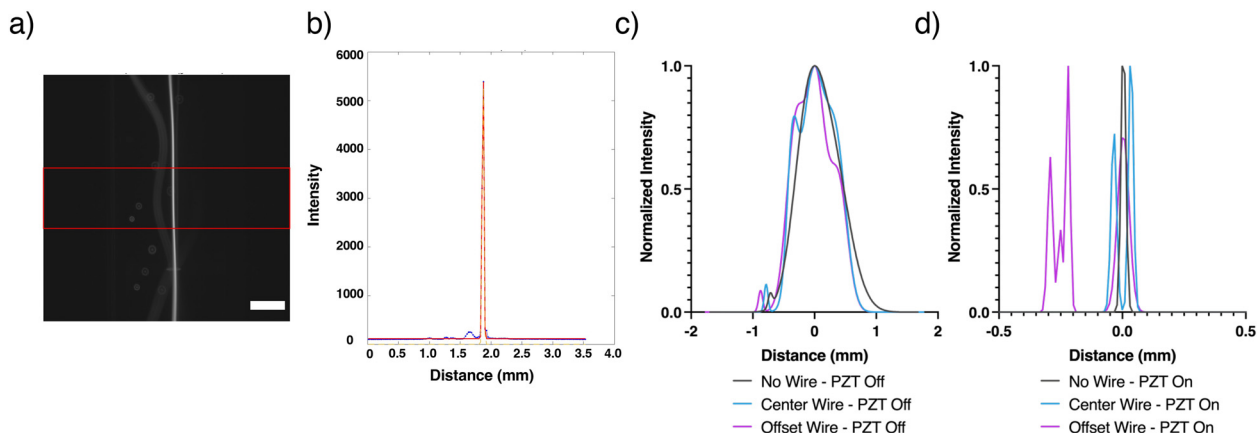 a)
b)
c)
d)
6000
5000
4000
3000
2000
1000
0
Intensity
0
0.5
1.0
1.5
2.0
2.5
3.0
3.5
4.0
Distance (mm)
1.0
0.5
0.0
Normalized Intensity
-2
-1
0
1
2
Distance (mm)
No Wire - PZT Off
Center Wire - PZT Off
Offset Wire - PZT Off
1.0
0.5
0.0
Normalized Intensity
-0.5
0.0
0.5
Distance (mm)
No Wire - PZT On
Center Wire - PZT On
Offset Wire - PZT On